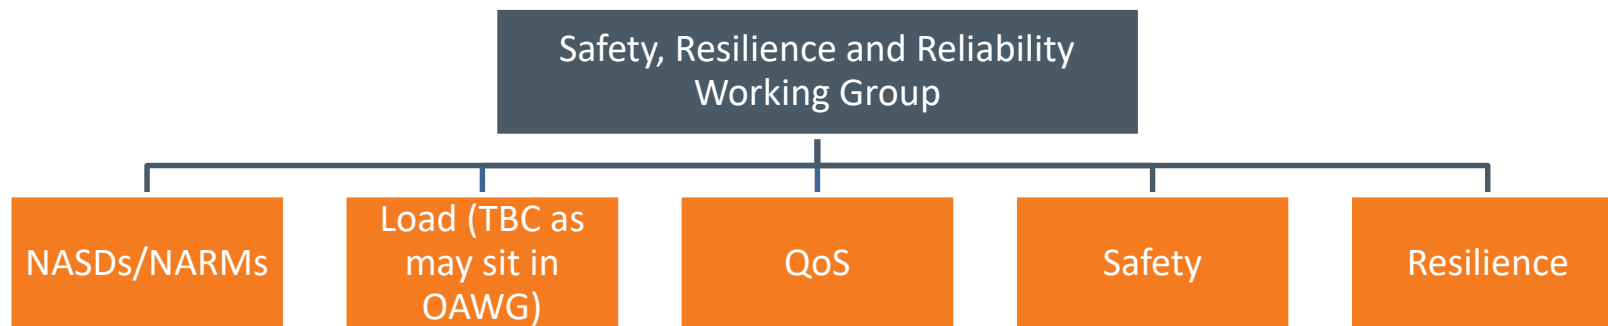 Safety, Resilience and Reliability
Working Group
NASDs/NARMs
Load (TBC as
may sit in
OAWG)
QoS
Safety
Resilience